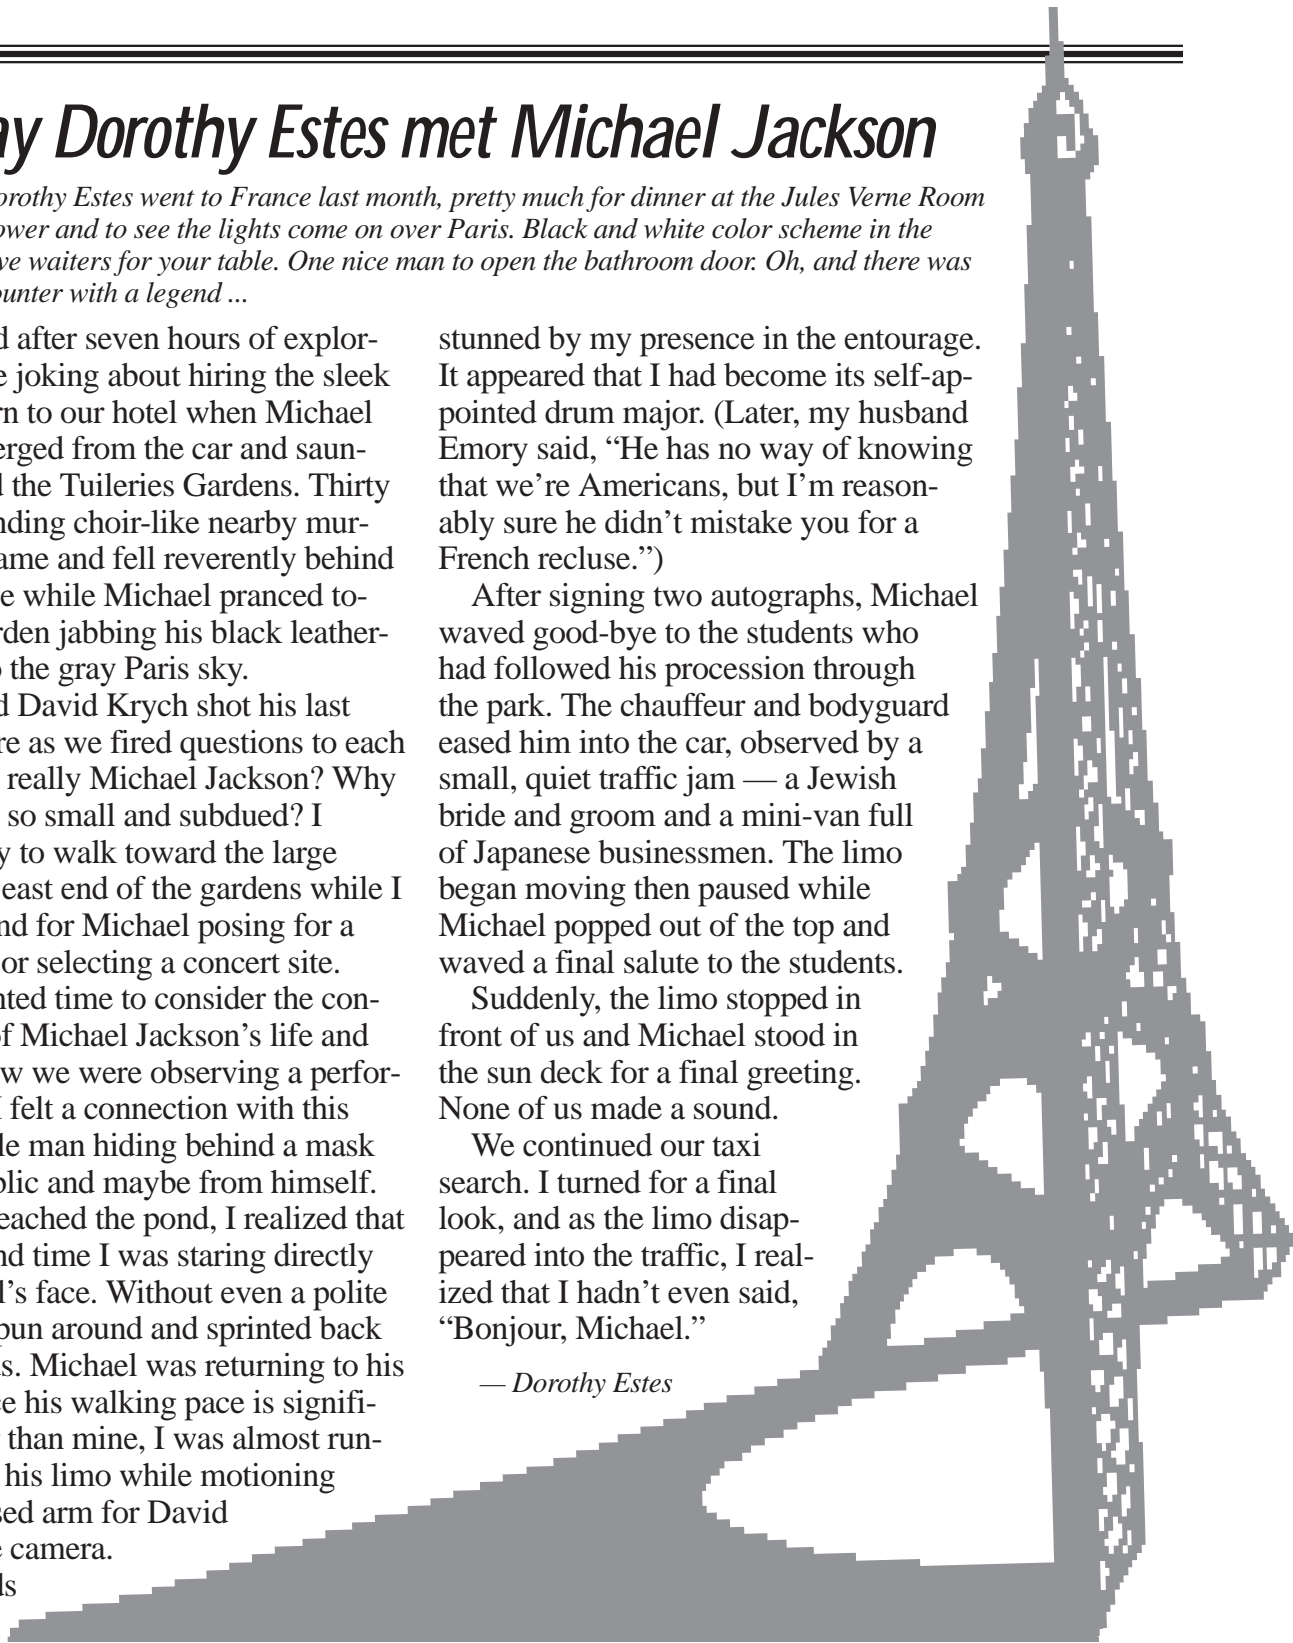 ay Dorothy Estes met Michael Jackson
orothy Estes went to France last month, pretty much for dinner at the Jules Verne Room
ower and to see the lights come on over Paris. Black and white color scheme in the
ve waiters for your table. One nice man to open the bathroom door. Oh, and there was
ounter with a legend ...
d after seven hours of explor-
e joking about hiring the sleek
rn to our hotel when Michael
erged from the car and saun-
d the Tuileries Gardens. Thirty
nding choir-like nearby mur-
ame and fell reverently behind
e while Michael pranced to-
rden jabbing his black leather-
o the gray Paris sky.
d David Krych shot his last
re as we fired questions to each
really Michael Jackson? Why
so small and subdued? I
y to walk toward the large
east end of the gardens while I
nd for Michael posing for a
or selecting a concert site.
nted time to consider the con-
of Michael Jackson’s life and
w we were observing a perfor-
I felt a connection with this
le man hiding behind a mask
blic and maybe from himself.
eached the pond, I realized that
nd time I was staring directly
l’s face. Without even a polite
pun around and sprinted back
s. Michael was returning to his
ce his walking pace is signifi-
r than mine, I was almost run-
his limo while motioning
sed arm for David
e camera.
ds
stunned by my presence in the entourage.
It appeared that I had become its self-ap-
pointed drum major. (Later, my husband
Emory said, “He has no way of knowing
that we’re Americans, but I’m reason-
ably sure he didn’t mistake you for a
French recluse.”)
After signing two autographs, Michael
waved good-bye to the students who
had followed his procession through
the park. The chauffeur and bodyguard
eased him into the car, observed by a
small, quiet traffic jam — a Jewish
bride and groom and a mini-van full
of Japanese businessmen. The limo
began moving then paused while
Michael popped out of the top and
waved a final salute to the students.
Suddenly, the limo stopped in
front of us and Michael stood in
the sun deck for a final greeting.
None of us made a sound.
We continued our taxi
search. I turned for a final
look, and as the limo disap-
peared into the traffic, I real-
ized that I hadn’t even said,
“Bonjour, Michael.”
— Dorothy Estes